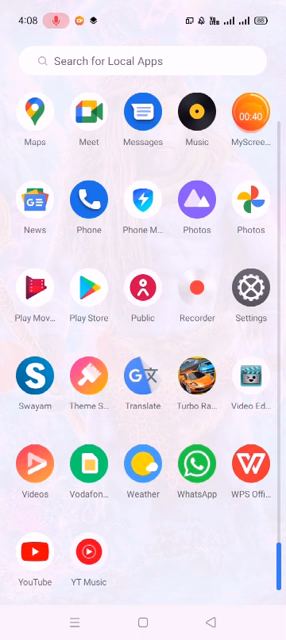 4:08
Search for Local Apps
Maps Meet Messages Music MyScree...
00:40
News Phone Phone M... Photos Photos
Play Mov... Play Store Public Recorder Settings
Swayam Theme S... Translate Turbo Ra... Video Ed...
Videos Vodafon... Weather WhatsApp WPS Offi...
YouTube YT Music